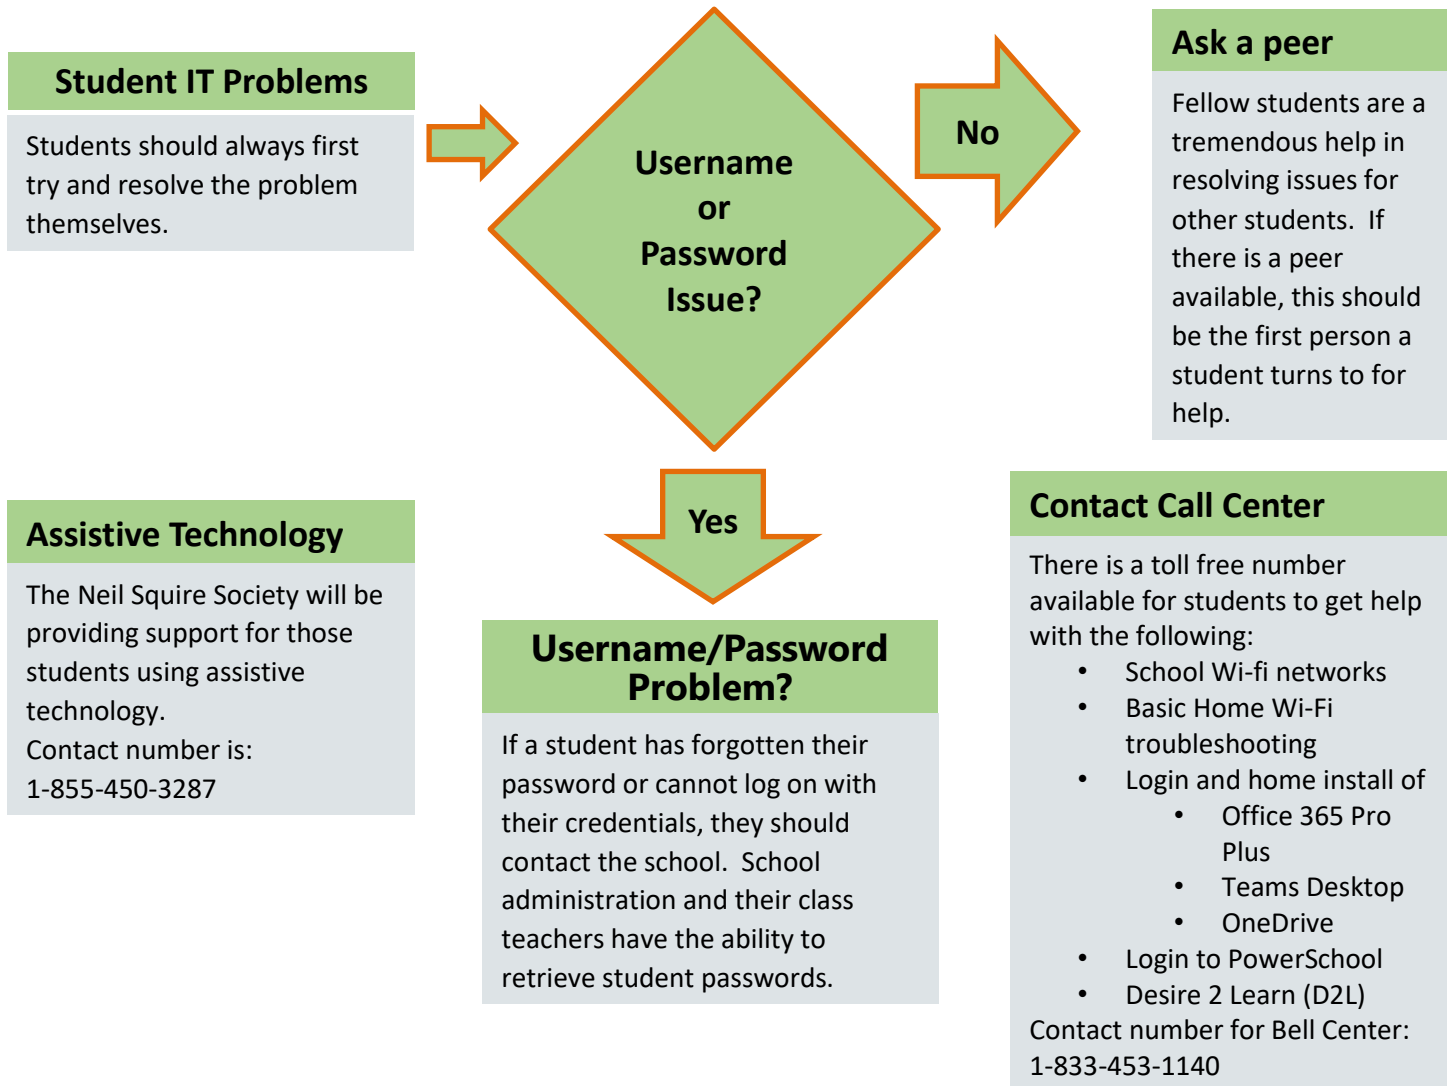 Student IT Problems
Students should always first
try and resolve the problem
themselves.
Username
or
Password
Issue?
No
Ask a peer
Fellow students are a
tremendous help in
resolving issues for
other students.  If
there is a peer
available, this should
be the first person a
student turns to for
help.
Yes
Assistive Technology
The Neil Squire Society will be
providing support for those
students using assistive
technology.
Contact number is:
1-855-450-3287
Username/Password
Problem?
If a student has forgotten their
password or cannot log on with
their credentials, they should
contact the school.  School
administration and their class
teachers have the ability to
retrieve student passwords.
Contact Call Center
There is a toll free number
available for students to get help
with the following:
• School Wi-fi networks
• Basic Home Wi-Fi
troubleshooting
• Login and home install of
• Office 365 Pro
Plus
• Teams Desktop
• OneDrive
• Login to PowerSchool
• Desire 2 Learn (D2L)
Contact number for Bell Center:
1-833-453-1140